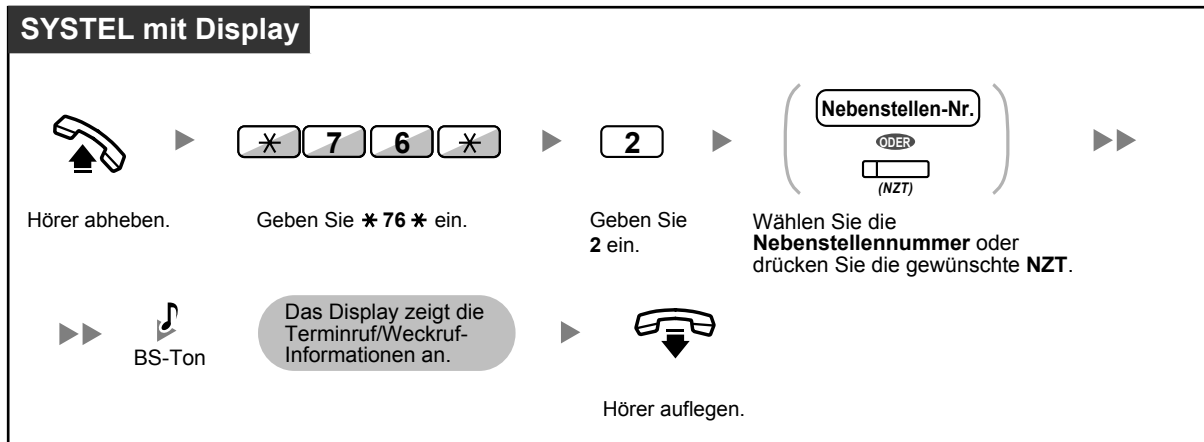 SYSTEL mit Display
✳ 7 6 ✳
2
Nebenstellen-Nr.
ODER
(NZT)
Hörer abheben.
Geben Sie ✳ 76 ✳ ein.
Geben Sie
2 ein.
Wählen Sie die
Nebenstellennummer oder
drücken Sie die gewünschte NZT.
BS-Ton
Das Display zeigt die
Terminruf/Weckruf-
Informationen an.
Hörer auflegen.